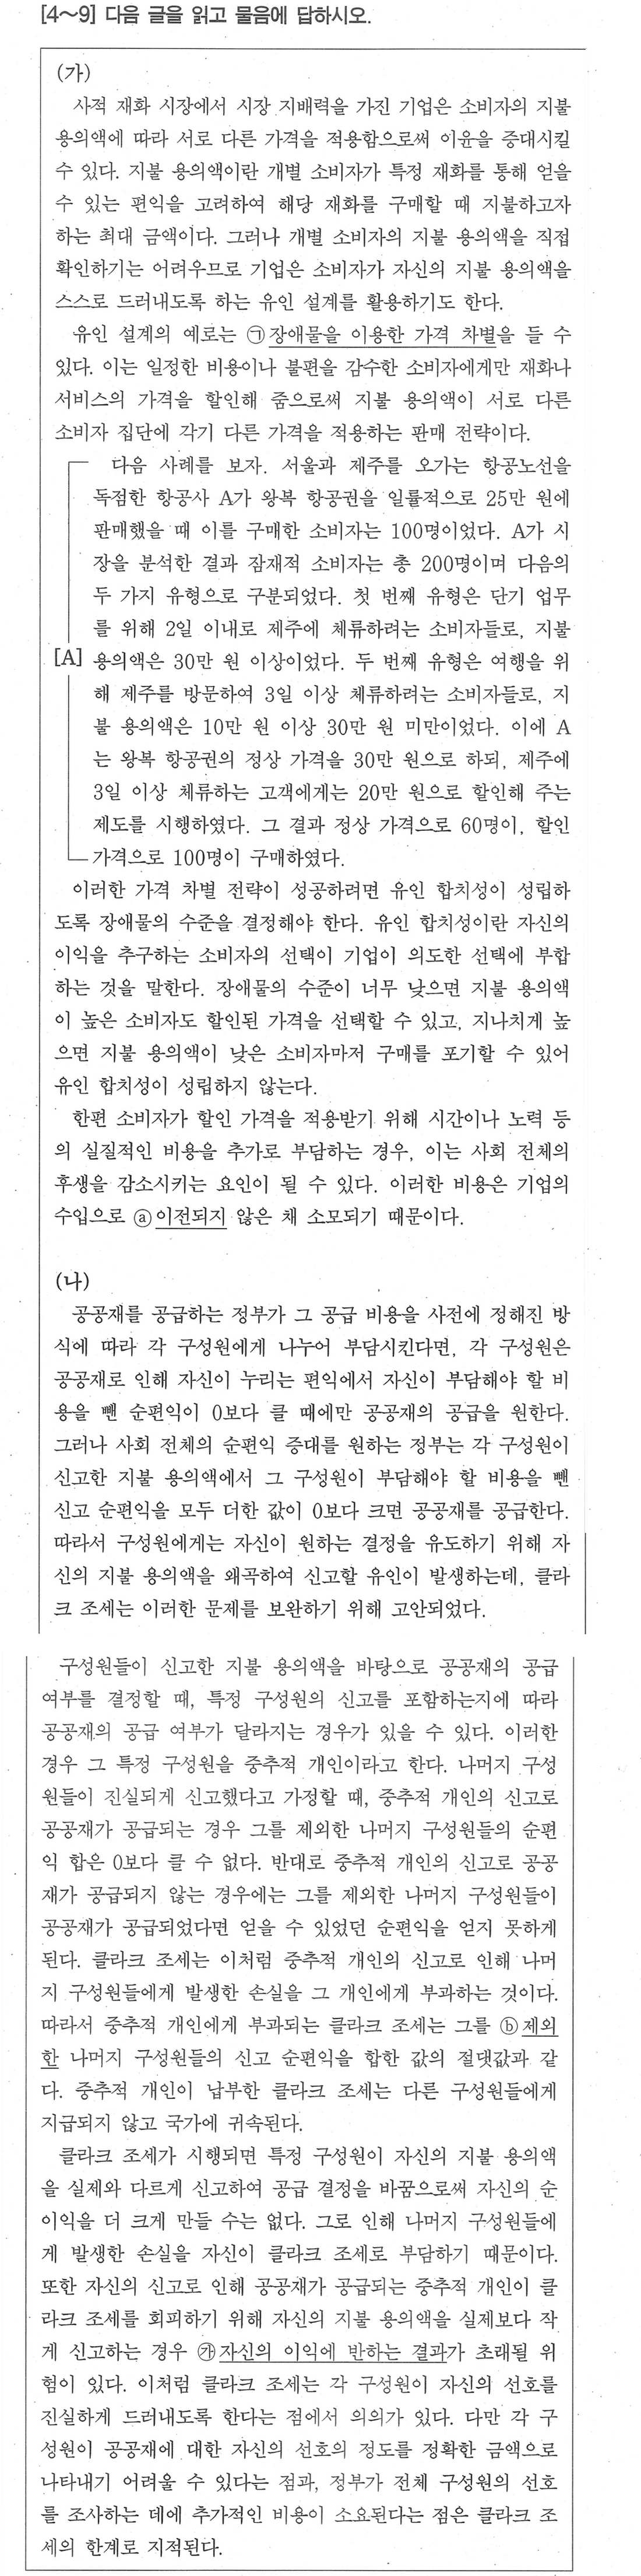 [4～9] 다음 글을 읽고 물음에 답하시오.
(가)
사적 재화 시장에서 시장 지배력을 가진 기업은 소비자의 지불
용의액에 따라 서로 다른 가격을 적용함으로써 이윤을 증대시킬
수 있다. 지불 용의액이란 개별 소비자가 특정 재화를 통해 얻을
수 있는 편익을 고려하여 해당 재화를 구매할 때 지불하고자
하는 최대 금액이다. 그러나 개별 소비자의 지불 용의액을 직접
확인하기는 어려우므로 기업은 소비자가 자신의 지불 용의액을
스스로 드러내도록 하는 유인 설계를 활용하기도 한다.
유인 설계의 예로는 ㉠장애물을 이용한 가격 차별을 들 수
있다. 이는 일정한 비용이나 불편을 감수한 소비자에게만 재화나
서비스의 가격을 할인해 줌으로써 지불 용의액이 서로 다른
소비자 집단에 각기 다른 가격을 적용하는 판매 전략이다.
다음 사례를 보자. 서울과 제주를 오가는 항공노선을
독점한 항공사 A가 왕복 항공권을 일률적으로 25만 원에
판매했을 때 이를 구매한 소비자는 100명이었다. A가 시
장을 분석한 결과 잠재적 소비자는 총 200명이며 다음의
두 가지 유형으로 구분되었다. 첫 번째 유형은 단기 업무
를 위해 2일 이내로 제주에 체류하려는 소비자들로, 지불
[A] 용의액은 30만 원 이상이었다. 두 번째 유형은 여행을 위
해 제주를 방문하여 3일 이상 체류하려는 소비자들로, 지
불 용의액은 10만 원 이상 30만 원 미만이었다. 이에 A
는 왕복 항공권의 정상 가격을 30만 원으로 하되, 제주에
3일 이상 체류하는 고객에게는 20만 원으로 할인해 주는
제도를 시행하였다. 그 결과 정상 가격으로 60명이, 할인
가격으로 100명이 구매하였다.
이러한 가격 차별 전략이 성공하려면 유인 합치성이 성립하
도록 장애물의 수준을 결정해야 한다. 유인 합치성이란 자신의
이익을 추구하는 소비자의 선택이 기업이 의도한 선택에 부합
하는 것을 말한다. 장애물의 수준이 너무 낮으면 지불 용의액
이 높은 소비자도 할인된 가격을 선택할 수 있고, 지나치게 높
으면 지불 용의액이 낮은 소비자마저 구매를 포기할 수 있어
유인 합치성이 성립하지 않는다.
한편 소비자가 할인 가격을 적용받기 위해 시간이나 노력 등
의 실질적인 비용을 추가로 부담하는 경우, 이는 사회 전체의
후생을 감소시키는 요인이 될 수 있다. 이러한 비용은 기업의
수입으로 ⓐ이전되지 않은 채 소모되기 때문이다.
(나)
공공재를 공급하는 정부가 그 공급 비용을 사전에 정해진 방
식에 따라 각 구성원에게 나누어 부담시킨다면, 각 구성원은
공공재로 인해 자신이 누리는 편익에서 자신이 부담해야 할 비
용을 뺀 순편익이 0보다 클 때에만 공공재의 공급을 원한다.
그러나 사회 전체의 순편익 증대를 원하는 정부는 각 구성원이
신고한 지불 용의액에서 그 구성원이 부담해야 할 비용을 뺀
신고 순편익을 모두 더한 값이 0보다 크면 공공재를 공급한다.
따라서 구성원에게는 자신이 원하는 결정을 유도하기 위해 자
신의 지불 용의액을 왜곡하여 신고할 유인이 발생하는데, 클라
크 조세는 이러한 문제를 보완하기 위해 고안되었다.
구성원들이 신고한 지불 용의액을 바탕으로 공공재의 공급
여부를 결정할 때, 특정 구성원의 신고를 포함하는지에 따라
공공재의 공급 여부가 달라지는 경우가 있을 수 있다. 이러한
경우 그 특정 구성원을 중추적 개인이라고 한다. 나머지 구성
원들이 진실되게 신고했다고 가정할 때, 중추적 개인의 신고로
공공재가 공급되는 경우 그를 제외한 나머지 구성원들의 순편
익 합은 0보다 클 수 없다. 반대로 중추적 개인의 신고로 공공
재가 공급되지 않는 경우에는 그를 제외한 나머지 구성원들이
공공재가 공급되었다면 얻을 수 있었던 순편익을 얻지 못하게
된다. 클라크 조세는 이처럼 중추적 개인의 신고로 인해 나머
지 구성원들에게 발생한 손실을 그 개인에게 부과하는 것이다.
따라서 중추적 개인에게 부과되는 클라크 조세는 그를 ⓑ제외
한 나머지 구성원들의 신고 순편익을 합한 값의 절댓값과 같
다. 중추적 개인이 납부한 클라크 조세는 다른 구성원들에게
지급되지 않고 국가에 귀속된다.
클라크 조세가 시행되면 특정 구성원이 자신의 지불 용의액
을 실제와 다르게 신고하여 공급 결정을 바꿈으로써 자신의 순
이익을 더 크게 만들 수는 없다. 그로 인해 나머지 구성원들에
게 발생한 손실을 자신이 클라크 조세로 부담하기 때문이다.
또한 자신의 신고로 인해 공공재가 공급되는 중추적 개인이 클
라크 조세를 회피하기 위해 자신의 지불 용의액을 실제보다 작
게 신고하는 경우 ㉮자신의 이익에 반하는 결과가 초래될 위
험이 있다. 이처럼 클라크 조세는 각 구성원이 자신의 선호를
진실하게 드러내도록 한다는 점에서 의의가 있다. 다만 각 구
성원이 공공재에 대한 자신의 선호의 정도를 정확한 금액으로
나타내기 어려울 수 있다는 점과, 정부가 전체 구성원의 선호
를 조사하는 데에 추가적인 비용이 소요된다는 점은 클라크 조
세의 한계로 지적된다.